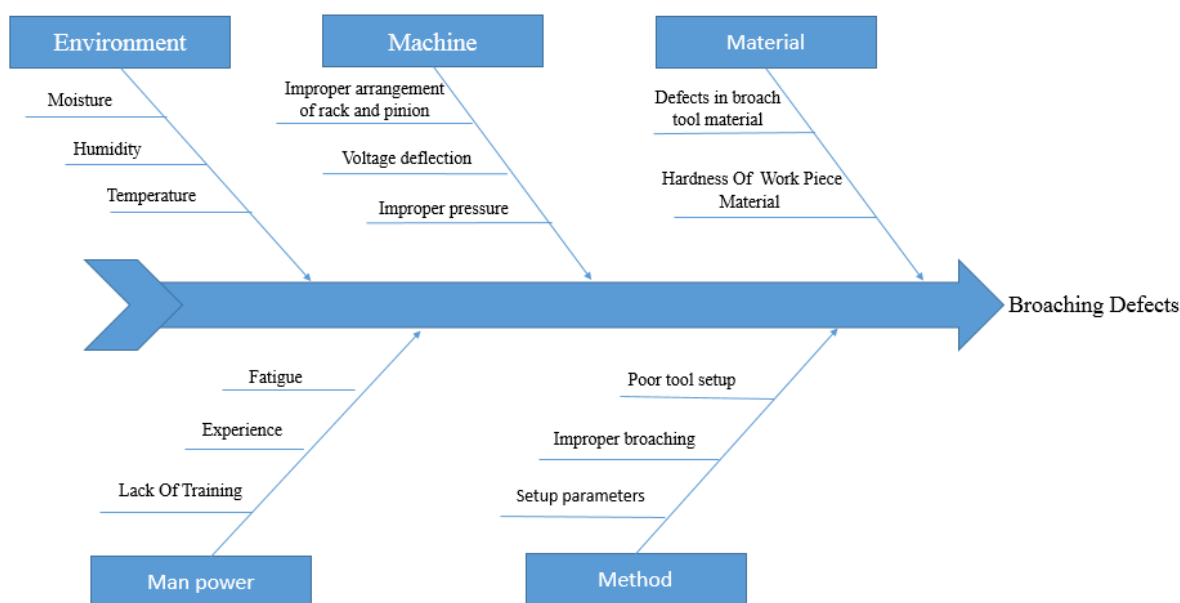 Environment
Machine
Material
Moisture
Humidity
Temperature
Improper arrangement
of rack and pinion
Voltage deflection
Improper pressure
Defects in broach
tool material
Hardness Of Work Piece
Material
Broaching Defects
Fatigue
Experience
Lack Of Training
Poor tool setup
Improper broaching
Setup parameters
Man power
Method